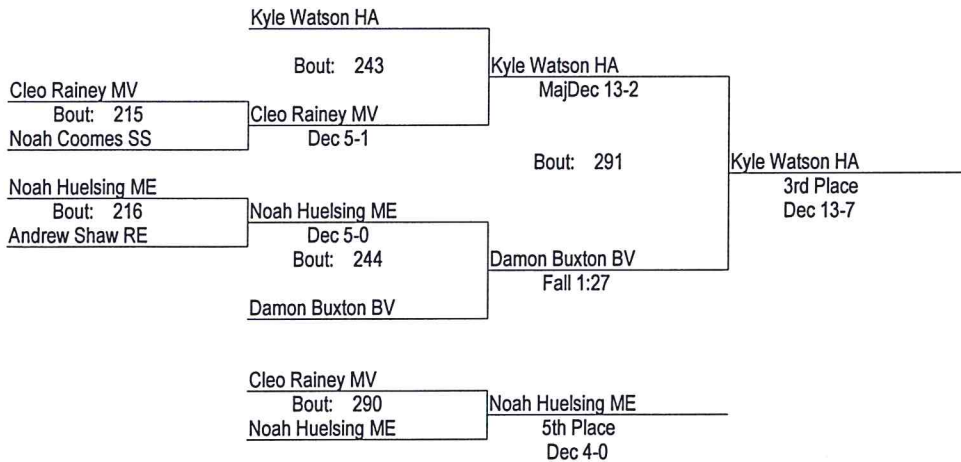 Kyle Watson HA
Bout: 243
Kyle Watson HA
MajDec 13-2
Cleo Rainey MV
Bout: 215
Noah Coomes SS
Cleo Rainey MV
Dec 5-1
Bout: 291
Kyle Watson HA
3rd Place
Dec 13-7
Noah Huelsing ME
Bout: 216
Andrew Shaw RE
Noah Huelsing ME
Dec 5-0
Bout: 244
Damon Buxton BV
Fall 1:27
Damon Buxton BV
Cleo Rainey MV
Bout: 290
Noah Huelsing ME
Noah Huelsing ME
5th Place
Dec 4-0